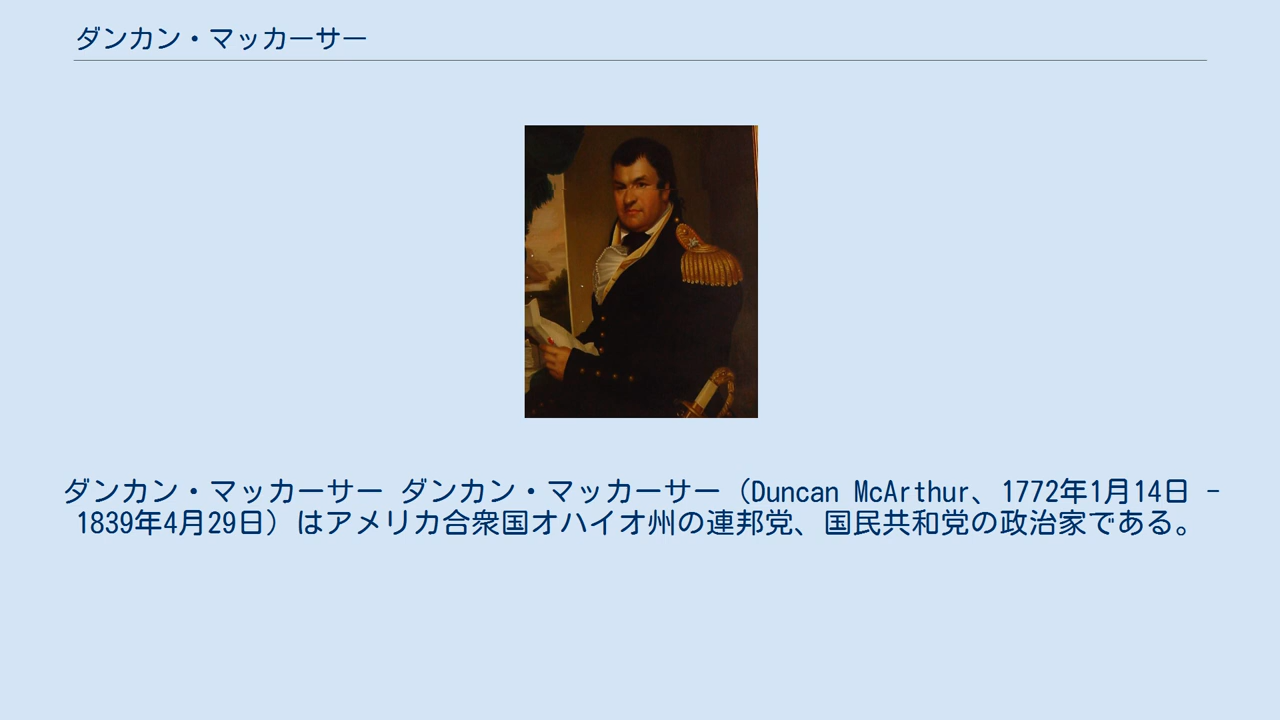 ダンカン・マッカーサー
ダンカン・マッカーサー ダンカン・マッカーサー（Duncan McArthur、1772年1月14日 -
1839年4月29日）はアメリカ合衆国オハイオ州の連邦党、国民共和党の政治家である。